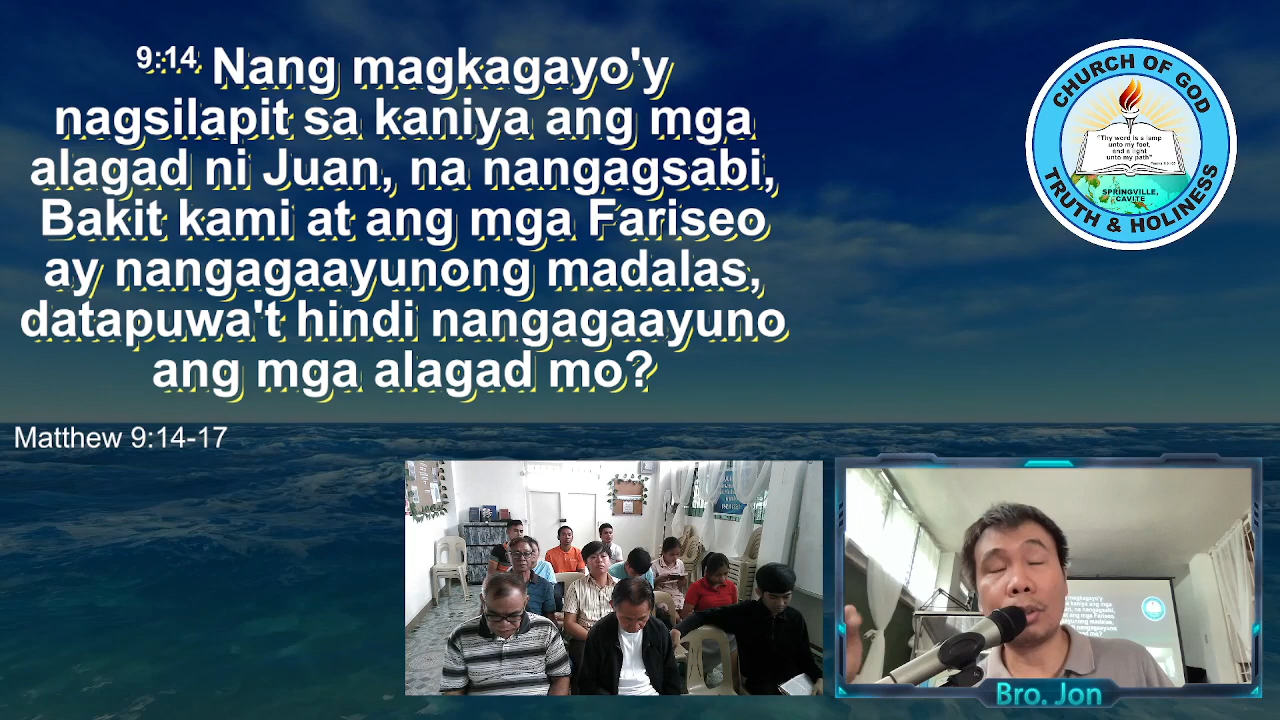 9:14 Nang magkagayo'y
nagsilapit sa kaniya ang mga
alagad ni Juan, na nangagsabi,
Bakit kami at ang mga Fariseo
ay nangagaayunong madalas,
datapuwa't hindi nangagaayuno
ang mga alagad mo?
Matthew 9:14-17
CHURCH OF GOD
"Thy word is a lamp
unto my feet,
and a light
unto my path"
SPRINGVILLE,
CAVITE
TRUTH & HOLINESS
Bro. Jon